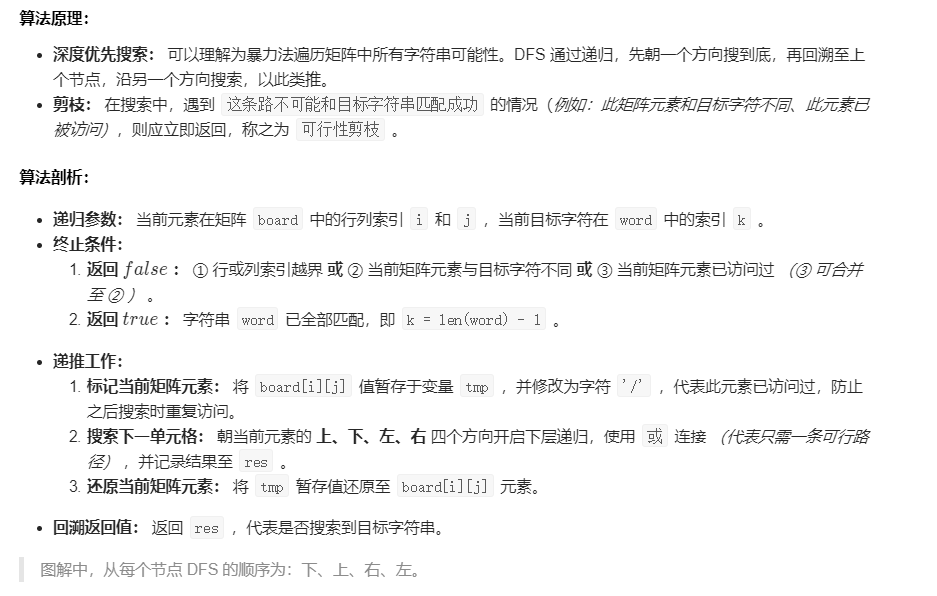 算法原理：
• 深度优先搜索： 可以理解为暴力法遍历矩阵中所有字符串可能性。DFS 通过递归，先朝一个方向搜到底，再回溯至上
个节点，沿另一个方向搜索，以此类推。
• 剪枝： 在搜索中，遇到 这条路不可能和目标字符串匹配成功 的情况（例如：此矩阵元素和目标字符不同、此元素已
被访问），则应立即返回，称之为 可行性剪枝 。
算法剖析：
• 递归参数： 当前元素在矩阵 board 中的行列索引 i 和 j ，当前目标字符在 word 中的索引 k 。
• 终止条件：
1. 返回 false ： ① 行或列索引越界 或 ② 当前矩阵元素与目标字符不同 或 ③ 当前矩阵元素已访问过 （③ 可合并
至 ② ） 。
2. 返回 true ： 字符串 word 已全部匹配，即 k = len(word) - 1 。
• 递推工作：
1. 标记当前矩阵元素： 将 board[i][j] 值暂存于变量 tmp ，并修改为字符 '/' ，代表此元素已访问过，防止
之后搜索时重复访问。
2. 搜索下一单元格： 朝当前元素的 上、下、左、右 四个方向开启下层递归，使用 或 连接 （代表只需一条可行路
径） ，并记录结果至 res 。
3. 还原当前矩阵元素： 将 tmp 暂存值还原至 board[i][j] 元素。
• 回溯返回值： 返回 res ，代表是否搜索到目标字符串。
图解中，从每个节点 DFS 的顺序为：下、上、右、左。